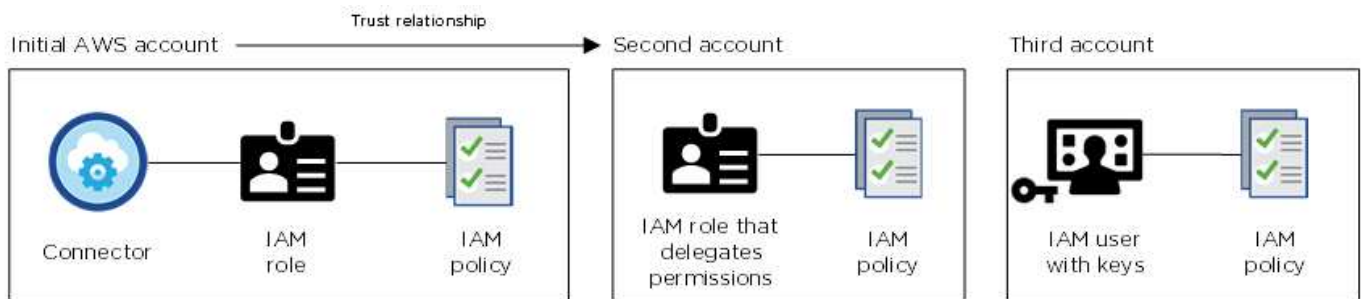 Trust relationship
Initial AWS account
Second account
Third account
Connector
IAM
role
IAM
policy
IAM role that
delegates
permissions
IAM
policy
IAM user
with keys
IAM
policy